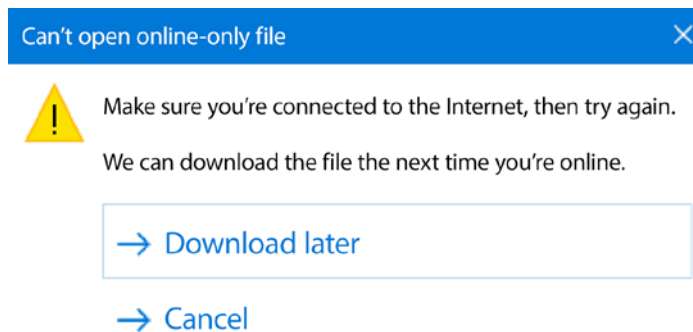 Can’t open online-only file
Make sure you’re connected to the Internet, then try again.
We can download the file the next time you’re online.
Download later
Cancel